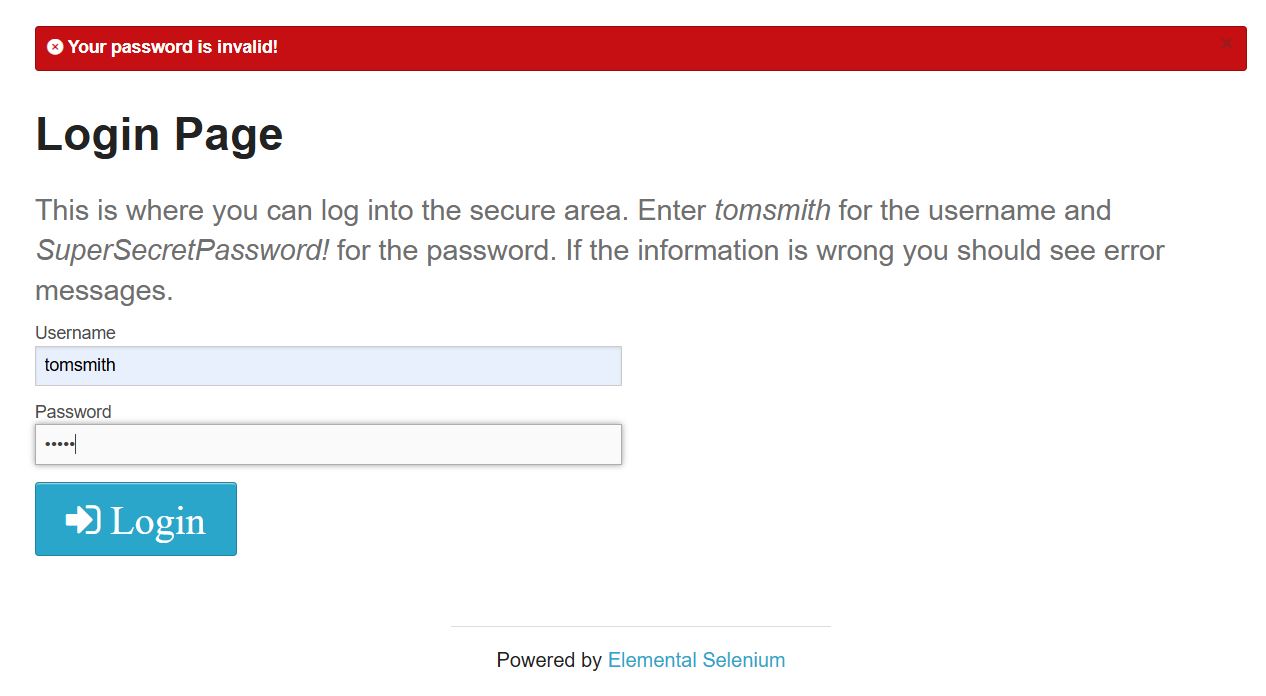 Your password is invalid!
Login Page
This is where you can log into the secure area. Enter tomsmith for the username and
SuperSecretPassword! for the password. If the information is wrong you should see error
messages.
Username
tomsmith
Password
•••••
Login
Powered by Elemental Selenium